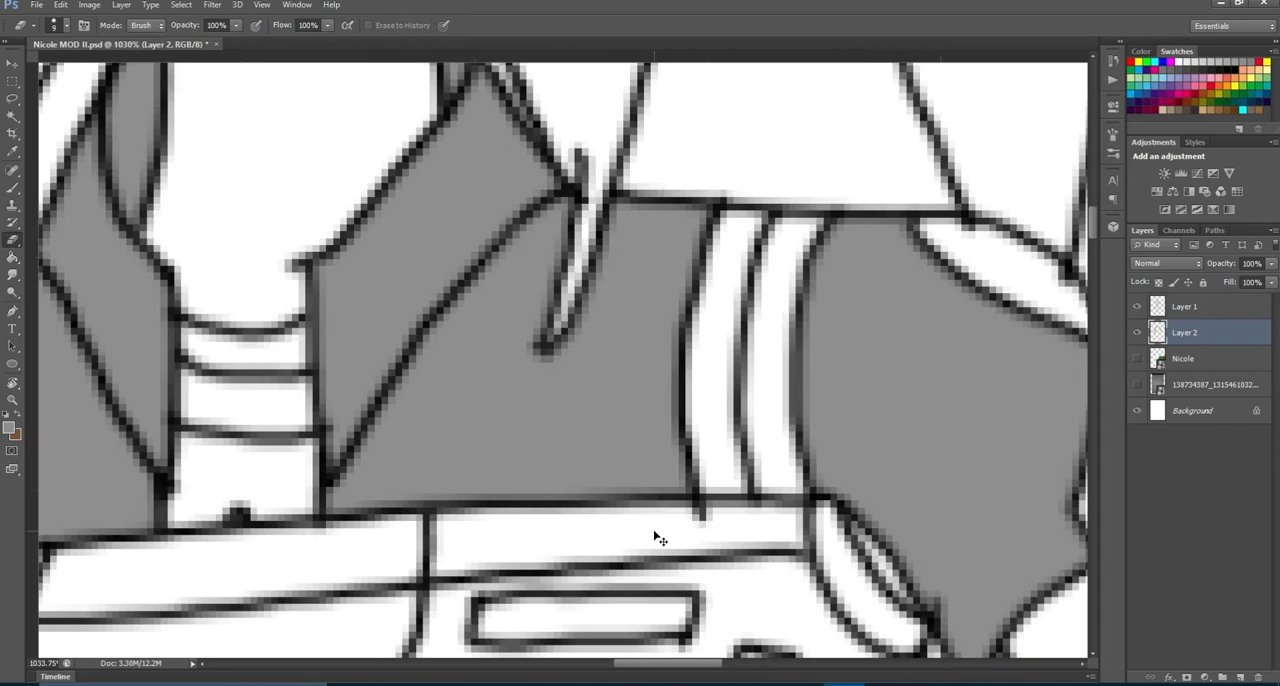 Ps File Edit Image Layer Type Select Filter 3D View Window Help
9 Mode: Brush Opacity: 100% Flow: 100% Erase to History Essentials
Nicole MOD II.psd @ 1030% (Layer 2, RGB/8) * ×
Color Swatches
Adjustments Styles
Add an adjustment
Layers Channels Paths
Kind
Normal Opacity: 100%
Lock: Fill: 100%
Layer 1
Layer 2
Nicole
138734387_1315461032...
Background
1033.75% Doc: 3.30M/12.2M
Timeline